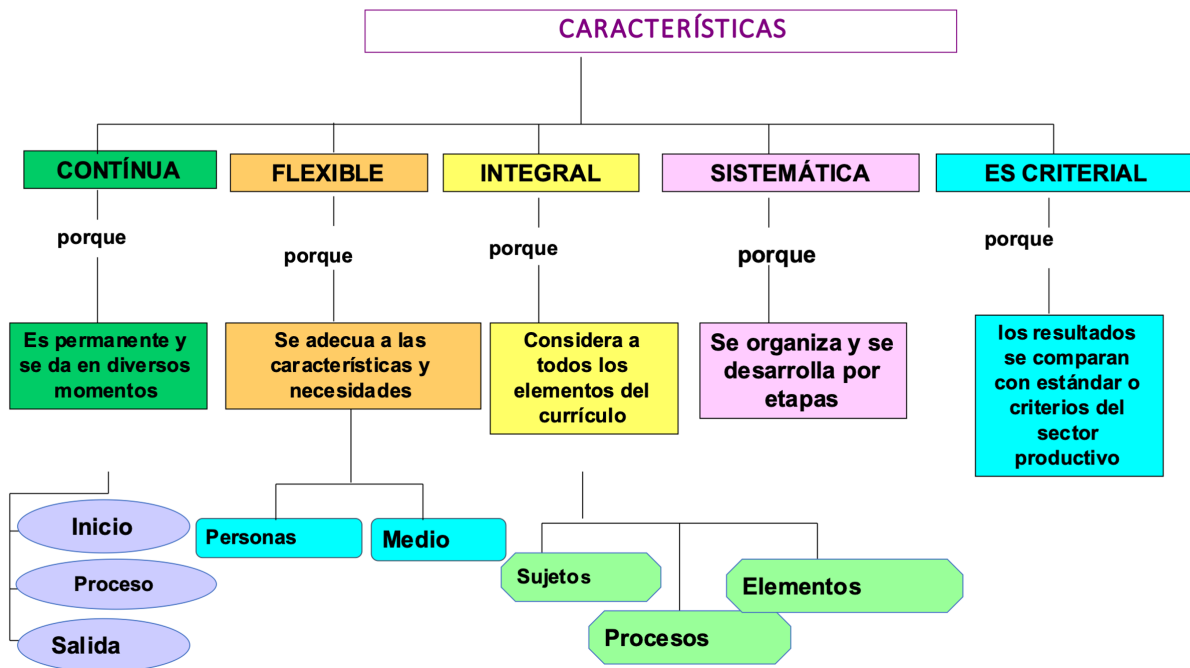 CARACTERÍSTICAS
CONTÍNUA
FLEXIBLE
INTEGRAL
SISTEMÁTICA
ES CRITERIAL
porque
porque
porque
porque
porque
Es permanente y
se da en diversos
momentos
Se adecua a las
características y
necesidades
Considera a
todos los
elementos del
currículo
Se organiza y se
desarrolla por
etapas
los resultados
se comparan
con estándar o
criterios del
sector
productivo
Inicio
Proceso
Salida
Personas
Medio
Sujetos
Procesos
Elementos